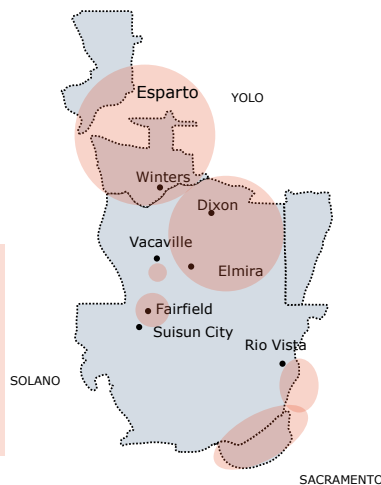 Esparto
YOLO
Winters
Dixon
Vacaville
Elmira
Fairfield
Suisun City
Rio Vista
SOLANO
SACRAMENTO